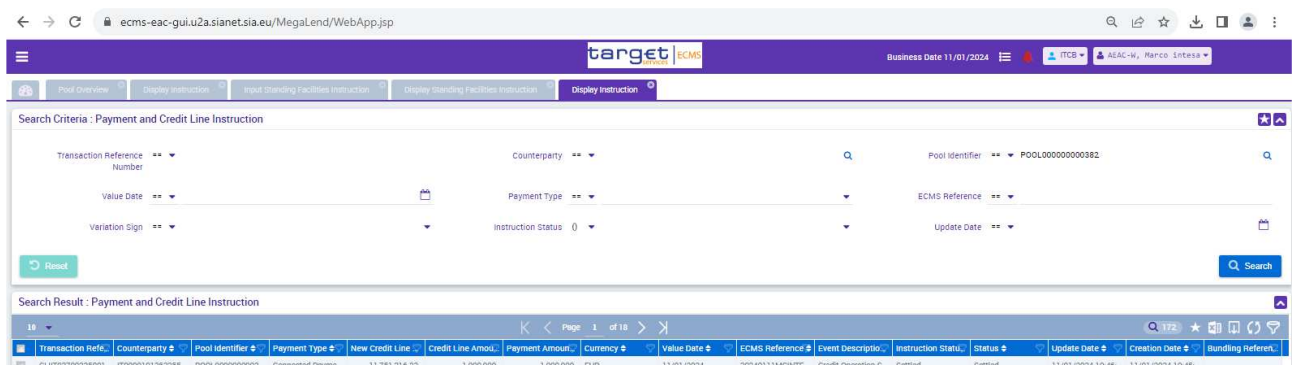 ecms-eac-gui.u2a.sianet.sia.eu/MegaLend/WebApp.jsp
target services | ECMS
Business Date 11/01/2024 ITCB AEAC-W, Marco intesa
Pool Overview Display Instruction Input Standing Facilities Instruction Display Standing Facilities Instruction Display Instruction
Search Criteria : Payment and Credit Line Instruction
Transaction Reference Number == Counterparty == Pool Identifier == POOL000000000382
Value Date == Payment Type == ECMS Reference ==
Variation Sign == Instruction Status () Update Date ==
Reset Search
Search Result : Payment and Credit Line Instruction
10 Page 1 of 18 172
Transaction Refe... Counterparty Pool Identifier Payment Type New Credit Line Credit Line Amou... Payment Amoun... Currency Value Date ECMS Reference Event Descriptio... Instruction Statu... Status Update Date Creation Date Bundling Referen...